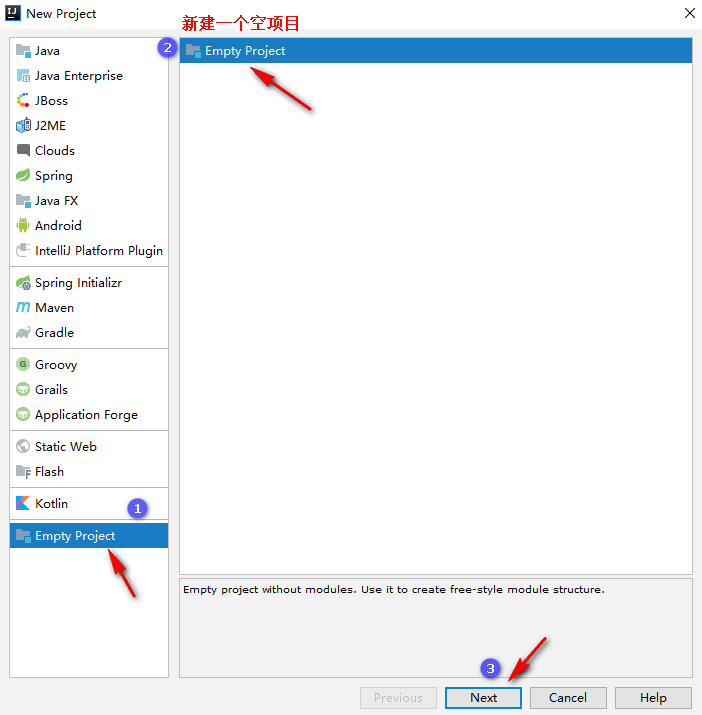 New Project
新建一个空项目
Java
Java Enterprise
JBoss
J2ME
Clouds
Spring
Java FX
Android
IntelliJ Platform Plugin
Spring Initializr
Maven
Gradle
G Groovy
Grails
Application Forge
Static Web
Flash
Kotlin
1
Empty Project
2
Empty Project
Empty project without modules. Use it to create free-style module structure.
3
Previous
Next
Cancel
Help